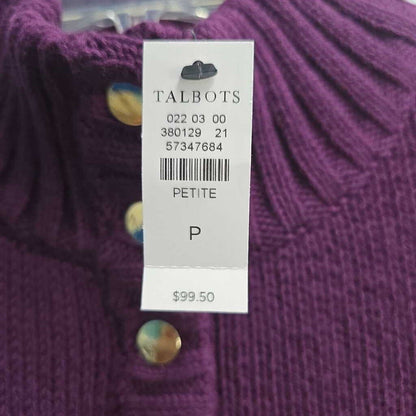 TALBOTS
022 03 00
380129 21
57347684
PETITE
P
$99.50